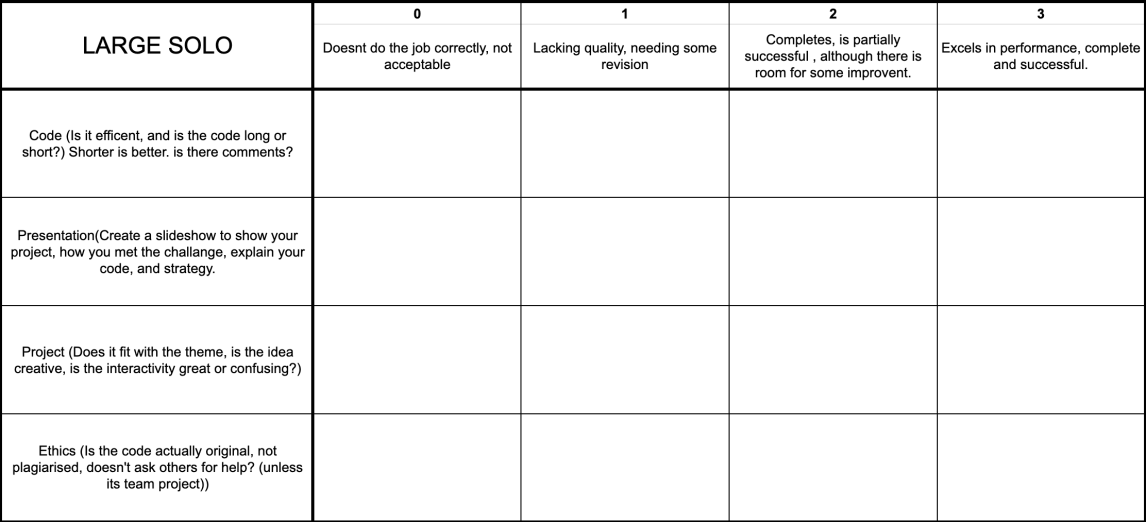 LARGE SOLO
0
1
2
3
Doesnt do the job correctly, not
acceptable
Lacking quality, needing some
revision
Completes, is partially
successful , although there is
room for some improvent.
Excels in performance, complete
and successful.
Code (Is it efficent, and is the code long or
short?) Shorter is better. is there comments?
Presentation(Create a slideshow to show your
project, how you met the challange, explain your
code, and strategy.
Project (Does it fit with the theme, is the idea
creative, is the interactivity great or confusing?)
Ethics (Is the code actually original, not
plagiarised, doesn't ask others for help? (unless
its team project))